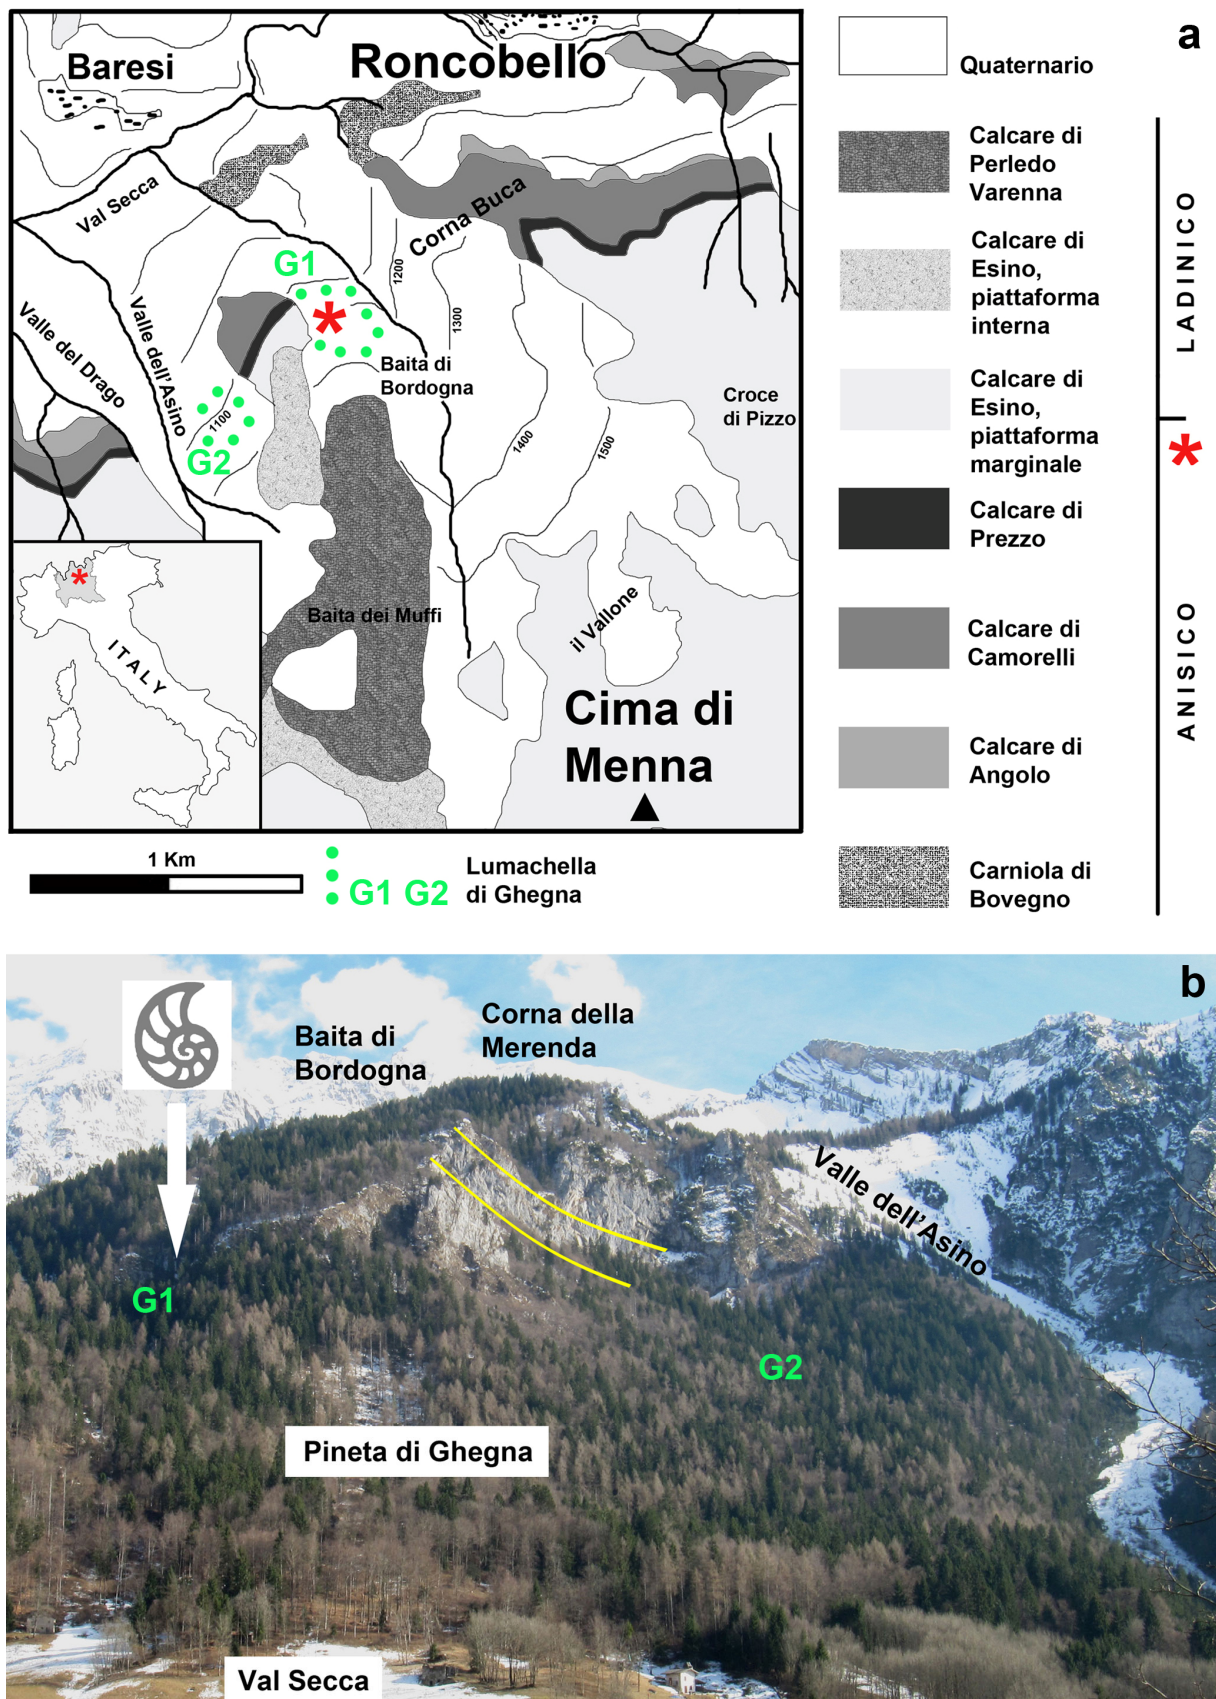 a
Baresi
Roncobello
Val Secca
Corna Buca
G1
1200
1300
Valle del Drago
Valle dell'Asino
Baita di
Bordogna
Croce
di Pizzo
1100
G2
1400
1500
Baita dei Muffi
il Vallone
Cima di
Menna
ITALY
1 Km
G1 G2
Lumachella
di Ghegna
Quaternario
Calcare di
Perledo
Varenna
Calcare di
Esino,
piattaforma
interna
Calcare di
Esino,
piattaforma
marginale
Calcare di
Prezzo
Calcare di
Camorelli
Calcare di
Angolo
Carniola di
Bovegno
LADINICO
ANISICO
b
Baita di
Bordogna
Corna della
Merenda
Valle dell'Asino
G1
G2
Pineta di Ghegna
Val Secca